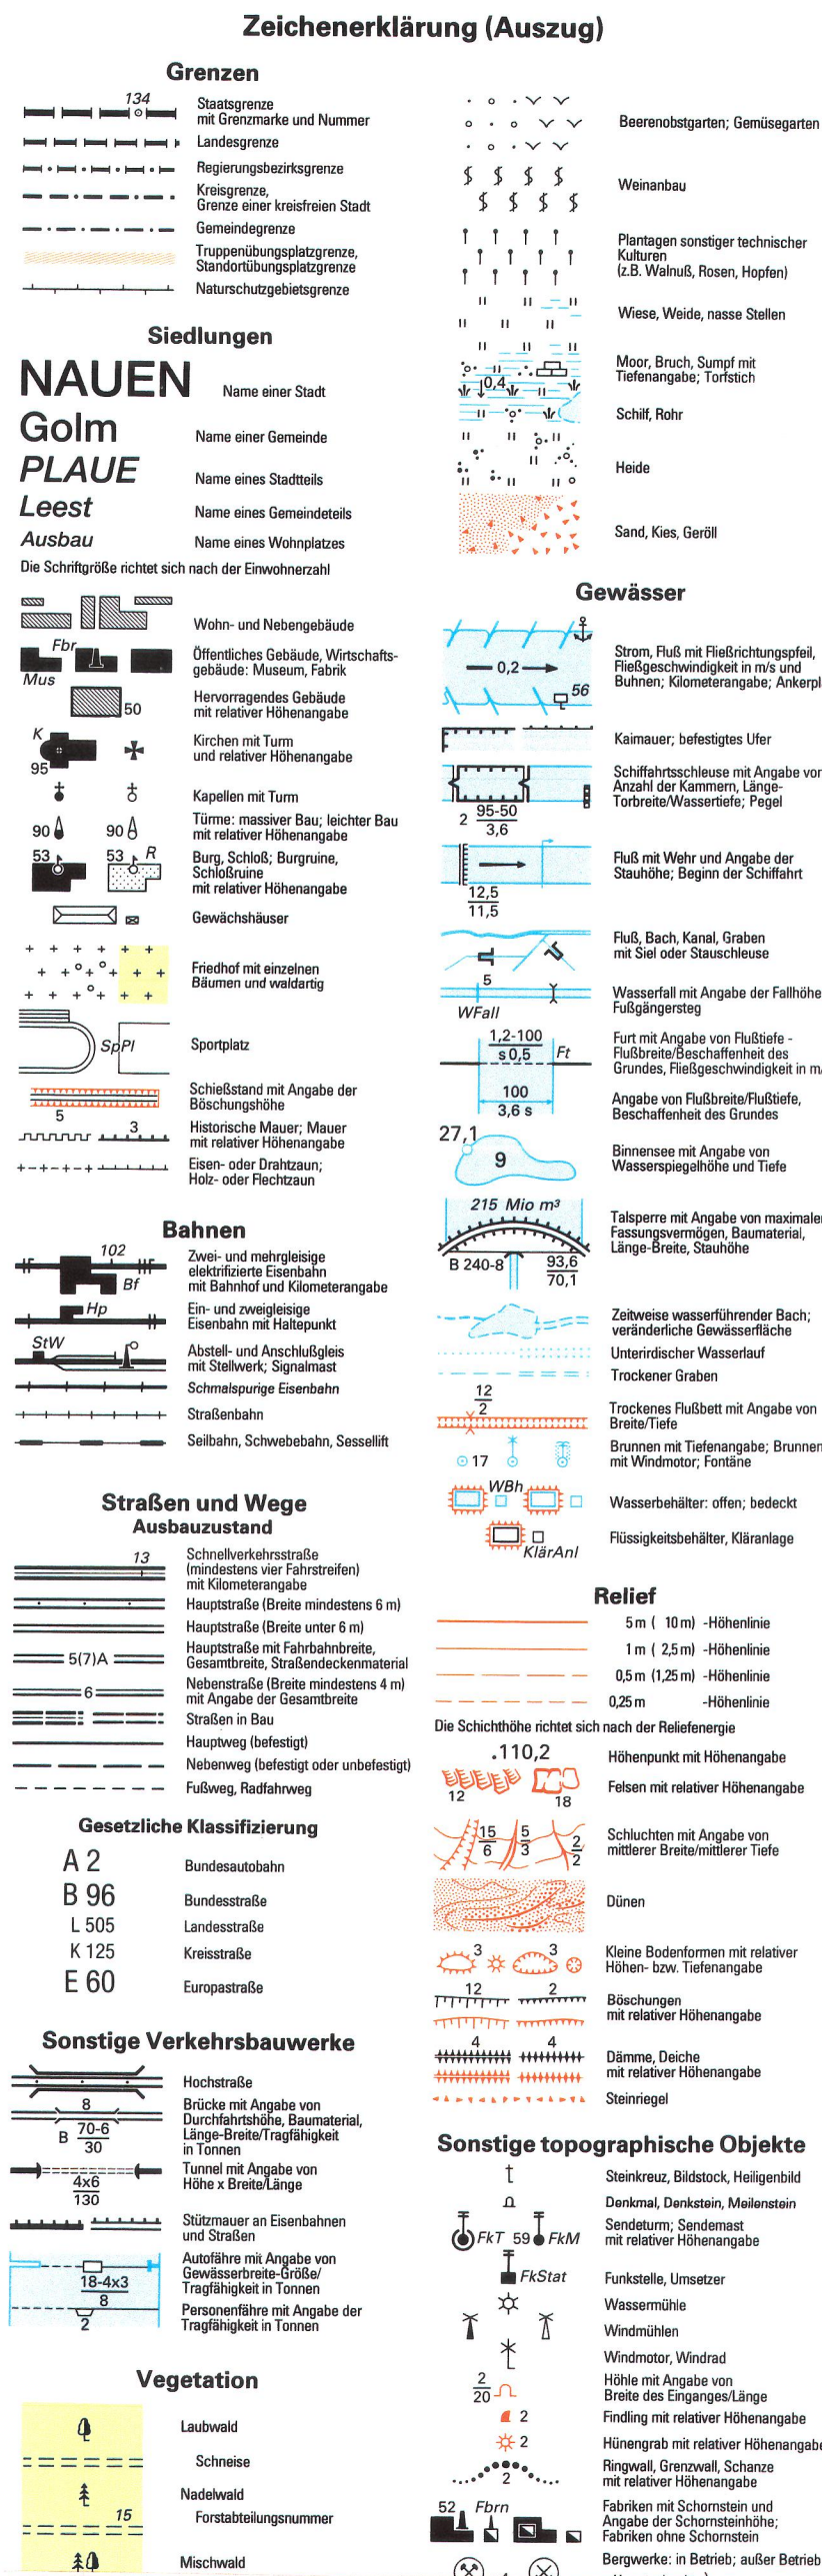 Zeichenerklärung (Auszug)
Grenzen
134
Staatsgrenze
mit Grenzmarke und Nummer
Landesgrenze
Regierungsbezirksgrenze
Kreisgrenze,
Grenze einer kreisfreien Stadt
Gemeindegrenze
Truppenübungsplatzgrenze,
Standortübungsplatzgrenze
Naturschutzgebietsgrenze
Siedlungen
NAUEN Name einer Stadt
Golm Name einer Gemeinde
PLAUE Name eines Stadtteils
Leest Name eines Gemeindeteils
Ausbau Name eines Wohnplatzes
Die Schriftgröße richtet sich nach der Einwohnerzahl
Wohn- und Nebengebäude
Fbr
Mus
Öffentliches Gebäude, Wirtschafts-
gebäude: Museum, Fabrik
50
Hervorragendes Gebäude
mit relativer Höhenangabe
K
95
Kirchen mit Turm
und relativer Höhenangabe
Kapellen mit Turm
90 90
Türme: massiver Bau; leichter Bau
mit relativer Höhenangabe
53 53 R
Burg, Schloß; Burgruine,
Schloßruine
mit relativer Höhenangabe
Gewächshäuser
Friedhof mit einzelnen
Bäumen und waldartig
SpPl
Sportplatz
5
Schießstand mit Angabe der
Böschungshöhe
3
Historische Mauer; Mauer
mit relativer Höhenangabe
Eisen- oder Drahtzaun;
Holz- oder Flechtzaun
Bahnen
102
Bf
Zwei- und mehrgleisige
elektrifizierte Eisenbahn
mit Bahnhof und Kilometerangabe
Hp
Ein- und zweigleisige
Eisenbahn mit Haltepunkt
StW
Abstell- und Anschlußgleis
mit Stellwerk; Signalmast
Schmalspurige Eisenbahn
Straßenbahn
Seilbahn, Schwebebahn, Sessellift
Straßen und Wege
Ausbauzustand
13
Schnellverkehrsstraße
(mindestens vier Fahrstreifen)
mit Kilometerangabe
Hauptstraße (Breite mindestens 6 m)
Hauptstraße (Breite unter 6 m)
5(7)A
Hauptstraße mit Fahrbahnbreite,
Gesamtbreite, Straßendeckenmaterial
6
Nebenstraße (Breite mindestens 4 m)
mit Angabe der Gesamtbreite
Straßen in Bau
Hauptweg (befestigt)
Nebenweg (befestigt oder unbefestigt)
Fußweg, Radfahrweg
Gesetzliche Klassifizierung
A 2 Bundesautobahn
B 96 Bundesstraße
L 505 Landesstraße
K 125 Kreisstraße
E 60 Europastraße
Sonstige Verkehrsbauwerke
Hochstraße
8
B 70-6
30
Brücke mit Angabe von
Durchfahrtshöhe, Baumaterial,
Länge-Breite/Tragfähigkeit
in Tonnen
4x6
130
Tunnel mit Angabe von
Höhe x Breite/Länge
Stützmauer an Eisenbahnen
und Straßen
18-4x3
8
Autofähre mit Angabe von
Gewässerbreite-Größe/
Tragfähigkeit in Tonnen
2
Personenfähre mit Angabe der
Tragfähigkeit in Tonnen
Vegetation
Laubwald
Schneise
Nadelwald
15
Forstabteilungsnummer
Mischwald
Beerenobstgarten; Gemüsegarten
Weinanbau
Plantagen sonstiger technischer
Kulturen
(z.B. Walnuß, Rosen, Hopfen)
Wiese, Weide, nasse Stellen
0,4
Moor, Bruch, Sumpf mit
Tiefenangabe; Torfstich
Schilf, Rohr
Heide
Sand, Kies, Geröll
Gewässer
0,2
56
Strom, Fluß mit Fließrichtungspfeil,
Fließgeschwindigkeit in m/s und
Buhnen; Kilometerangabe; Ankerpl
Kaimauer; befestigtes Ufer
2 95-50
3,6
Schiffahrtsschleuse mit Angabe vor
Anzahl der Kammern, Länge-
Torbreite/Wassertiefe; Pegel
12,5
11,5
Fluß mit Wehr und Angabe der
Stauhöhe; Beginn der Schiffahrt
Fluß, Bach, Kanal, Graben
mit Siel oder Stauschleuse
5
WFall
Wasserfall mit Angabe der Fallhöhe
Fußgängersteg
1,2-100
s 0,5
Ft
Furt mit Angabe von Flußtiefe -
Flußbreite/Beschaffenheit des
Grundes, Fließgeschwindigkeit in m
100
3,6 s
Angabe von Flußbreite/Flußtiefe,
Beschaffenheit des Grundes
27,1
9
Binnensee mit Angabe von
Wasserspiegelhöhe und Tiefe
215 Mio m³
B 240-8 93,6
70,1
Talsperre mit Angabe von maximale
Fassungsvermögen, Baumaterial,
Länge-Breite, Stauhöhe
Zeitweise wasserführender Bach;
veränderliche Gewässerfläche
Unterirdischer Wasserlauf
Trockener Graben
12
2
Trockenes Flußbett mit Angabe von
Breite/Tiefe
17
Brunnen mit Tiefenangabe; Brunnen
mit Windmotor; Fontäne
WBh
Wasserbehälter: offen; bedeckt
KlärAnl
Flüssigkeitsbehälter, Kläranlage
Relief
5 m ( 10 m) -Höhenlinie
1 m ( 2,5 m) -Höhenlinie
0,5 m (1,25 m) -Höhenlinie
0,25 m -Höhenlinie
Die Schichthöhe richtet sich nach der Reliefenergie
.110,2
Höhenpunkt mit Höhenangabe
12 18
Felsen mit relativer Höhenangabe
15 5 2
6 3 2
Schluchten mit Angabe von
mittlerer Breite/mittlerer Tiefe
Dünen
3 3
Kleine Bodenformen mit relativer
Höhen- bzw. Tiefenangabe
12 2
Böschungen
mit relativer Höhenangabe
4 4
Dämme, Deiche
mit relativer Höhenangabe
Steinriegel
Sonstige topographische Objekte
Steinkreuz, Bildstock, Heiligenbild
Denkmal, Denkstein, Meilenstein
FkT 59 FkM
Sendeturm; Sendemast
mit relativer Höhenangabe
FkStat
Funkstelle, Umsetzer
Wassermühle
Windmühlen
Windmotor, Windrad
2
20
Höhle mit Angabe von
Breite des Einganges/Länge
2
Findling mit relativer Höhenangabe
2
Hünengrab mit relativer Höhenangabe
2
Ringwall, Grenzwall, Schanze
mit relativer Höhenangabe
52 Fbrn
Fabriken mit Schornstein und
Angabe der Schornsteinhöhe;
Fabriken ohne Schornstein
Bergwerke: in Betrieb; außer Betrieb